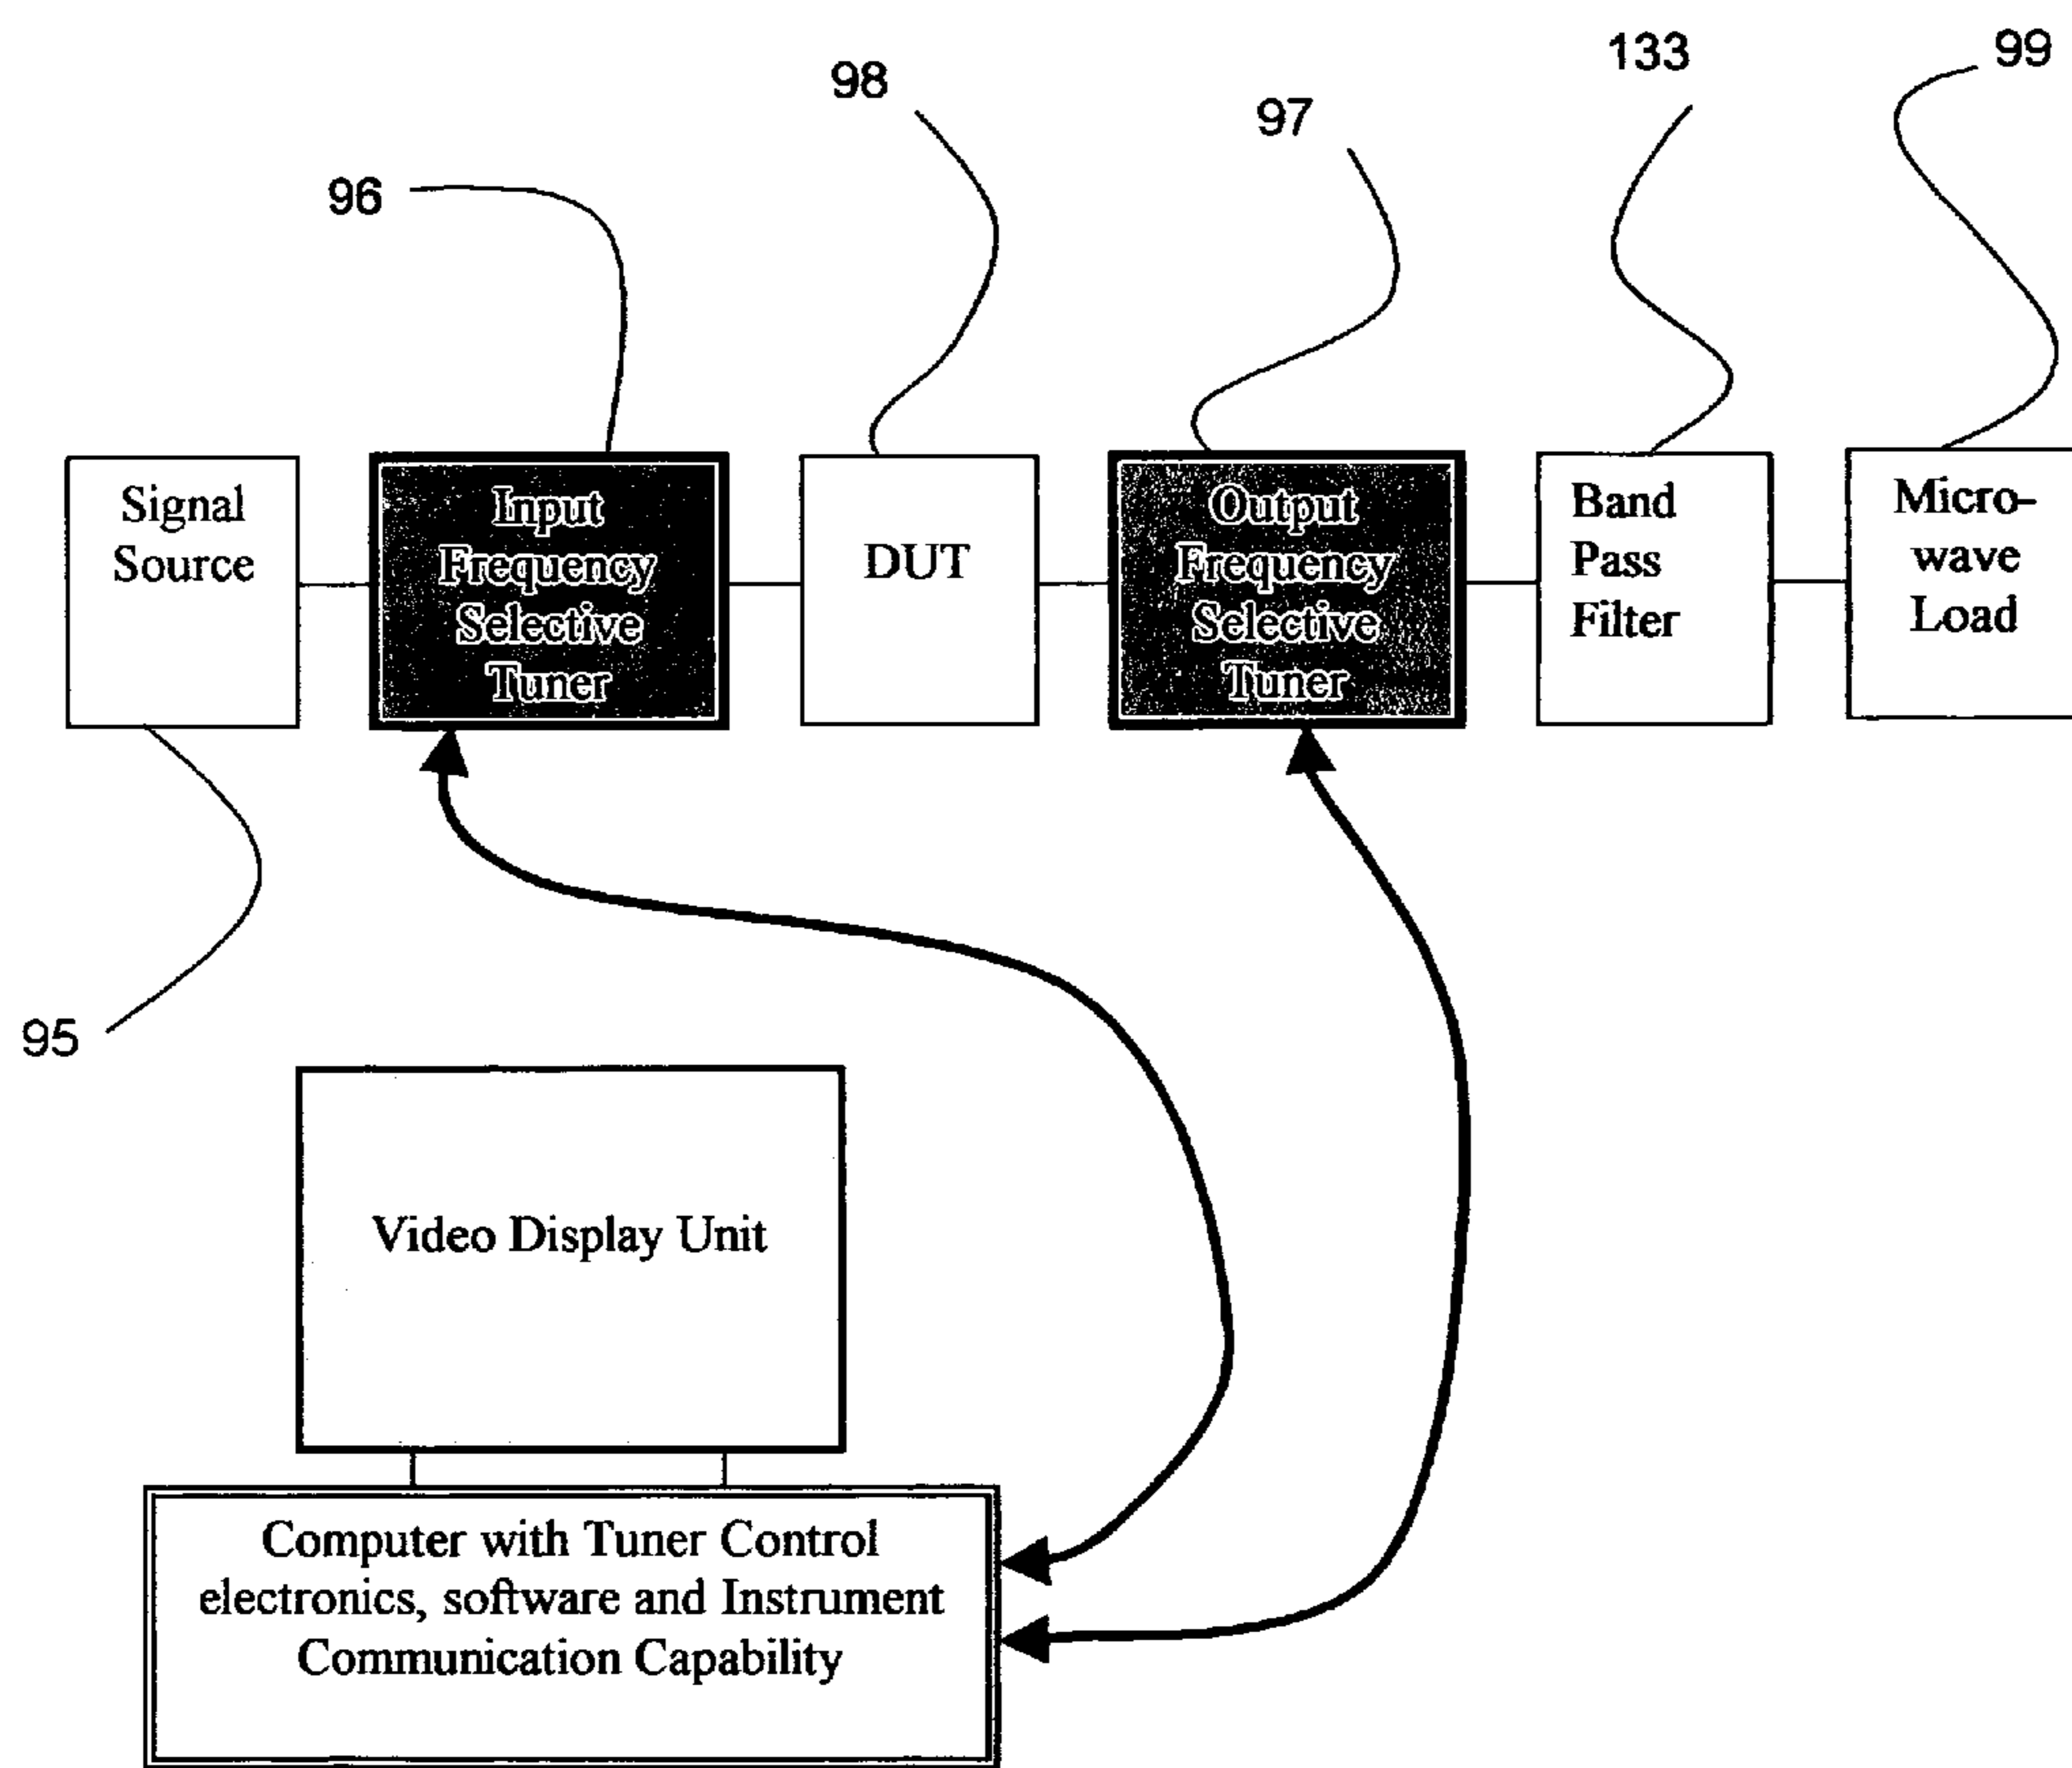 133
99
98
97
96
Signal
Source
Input
Frequency
Selective
Tuner
DUT
Output
Frequency
Selective
Tuner
Band
Pass
Filter
Micro-
wave
Load
95
Video Display Unit
Computer with Tuner Control
electronics, software and Instrument
Communication Capability